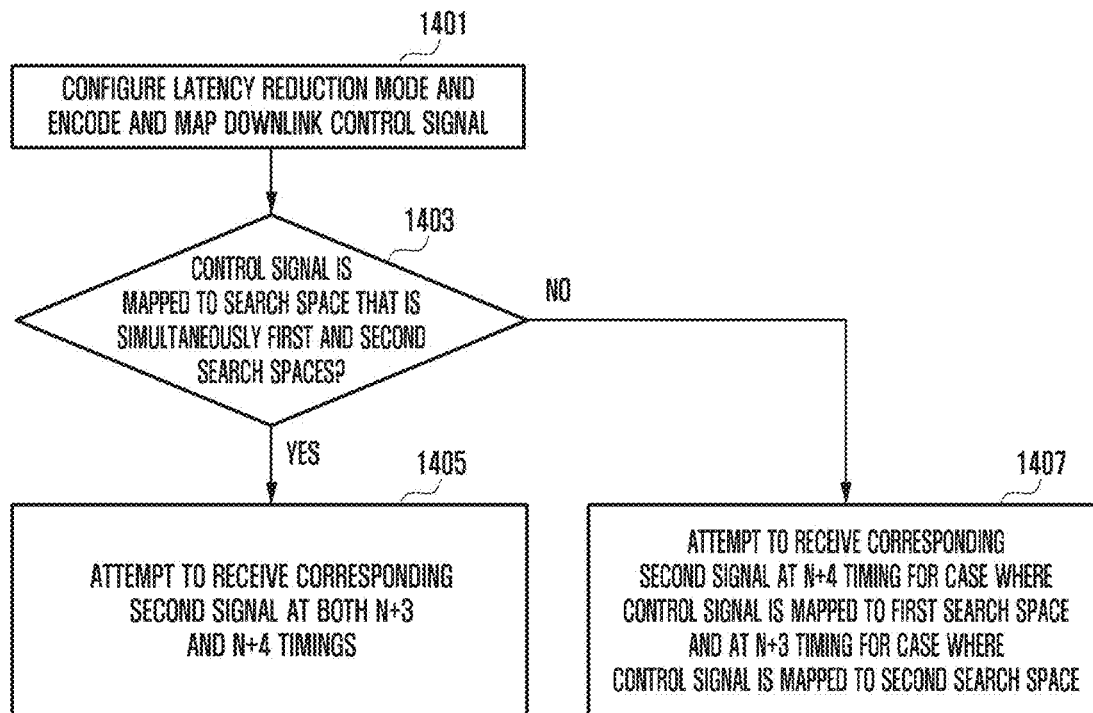 1401
CONFIGURE LATENCY REDUCTION MODE AND
ENCODE AND MAP DOWNLINK CONTROL SIGNAL
1403
CONTROL SIGNAL IS
MAPPED TO SEARCH SPACE THAT IS
SIMULTANEOUSLY FIRST AND SECOND
SEARCH SPACES?
NO
YES
1405
ATTEMPT TO RECEIVE CORRESPONDING
SECOND SIGNAL AT BOTH N+3
AND N+4 TIMINGS
1407
ATTEMPT TO RECEIVE CORRESPONDING
SECOND SIGNAL AT N+4 TIMING FOR CASE WHERE
CONTROL SIGNAL IS MAPPED TO FIRST SEARCH SPACE
AND AT N+3 TIMING FOR CASE WHERE
CONTROL SIGNAL IS MAPPED TO SECOND SEARCH SPACE